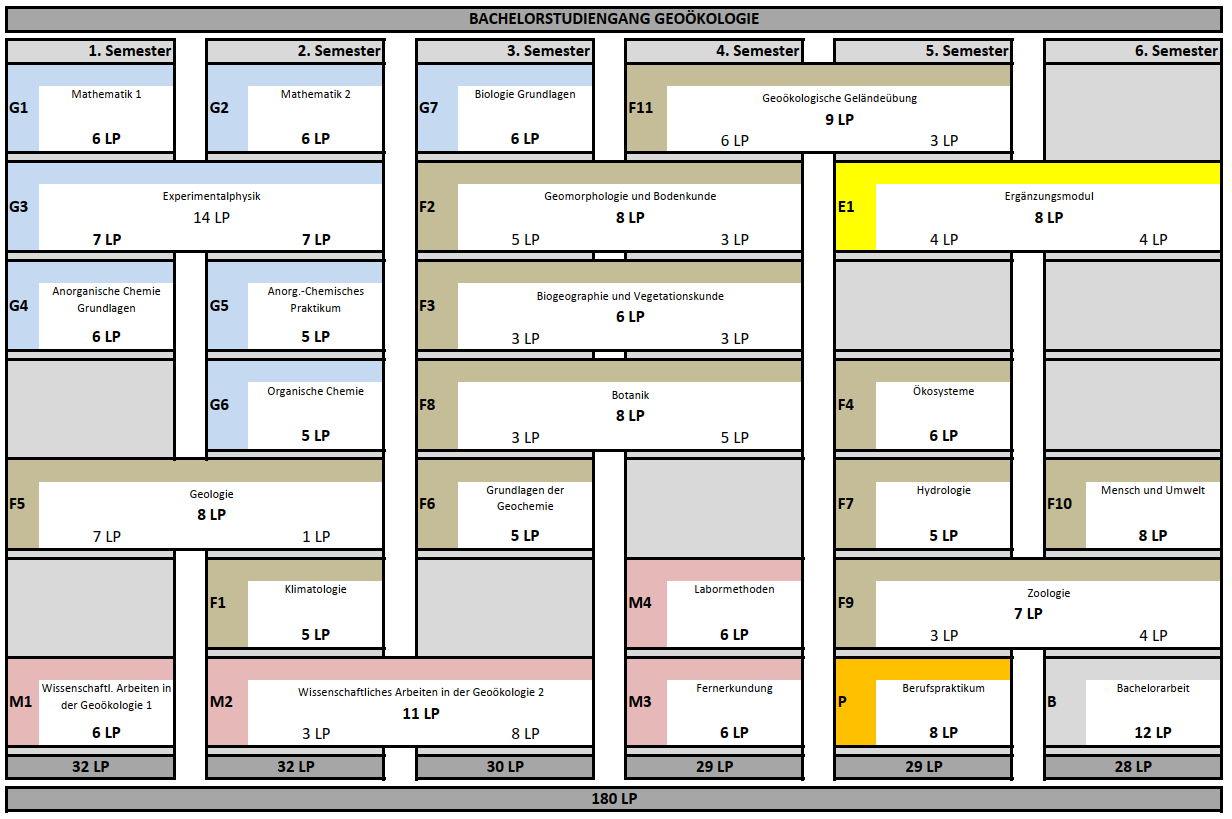 BACHELORSTUDIENGANG GEOÖKOLOGIE
1. Semester 2. Semester 3. Semester 4. Semester 5. Semester 6. Semester
G1 Mathematik 1
6 LP
G2 Mathematik 2
6 LP
G7 Biologie Grundlagen
6 LP
F11 Geoökologische Geländeübung
9 LP
6 LP 3 LP
G3 Experimentalphysik
14 LP
7 LP 7 LP
F2 Geomorphologie und Bodenkunde
8 LP
5 LP 3 LP
E1 Ergänzungsmodul
8 LP
4 LP 4 LP
G4 Anorganische Chemie
Grundlagen
6 LP
G5 Anorg.-Chemisches
Praktikum
5 LP
F3 Biogeographie und Vegetationskunde
6 LP
3 LP 3 LP
G6 Organische Chemie
5 LP
F8 Botanik
8 LP
3 LP 5 LP
F4 Ökosysteme
6 LP
F5 Geologie
8 LP
7 LP 1 LP
F6 Grundlagen der
Geochemie
5 LP
F7 Hydrologie
5 LP
F10 Mensch und Umwelt
8 LP
F1 Klimatologie
5 LP
M4 Labormethoden
6 LP
F9 Zoologie
7 LP
3 LP 4 LP
M1 Wissenschaftl. Arbeiten in
der Geoökologie 1
6 LP
M2 Wissenschaftliches Arbeiten in der Geoökologie 2
11 LP
3 LP 8 LP
M3 Fernerkundung
6 LP
P Berufspraktikum
8 LP
B Bachelorarbeit
12 LP
32 LP 32 LP 30 LP 29 LP 29 LP 28 LP
180 LP